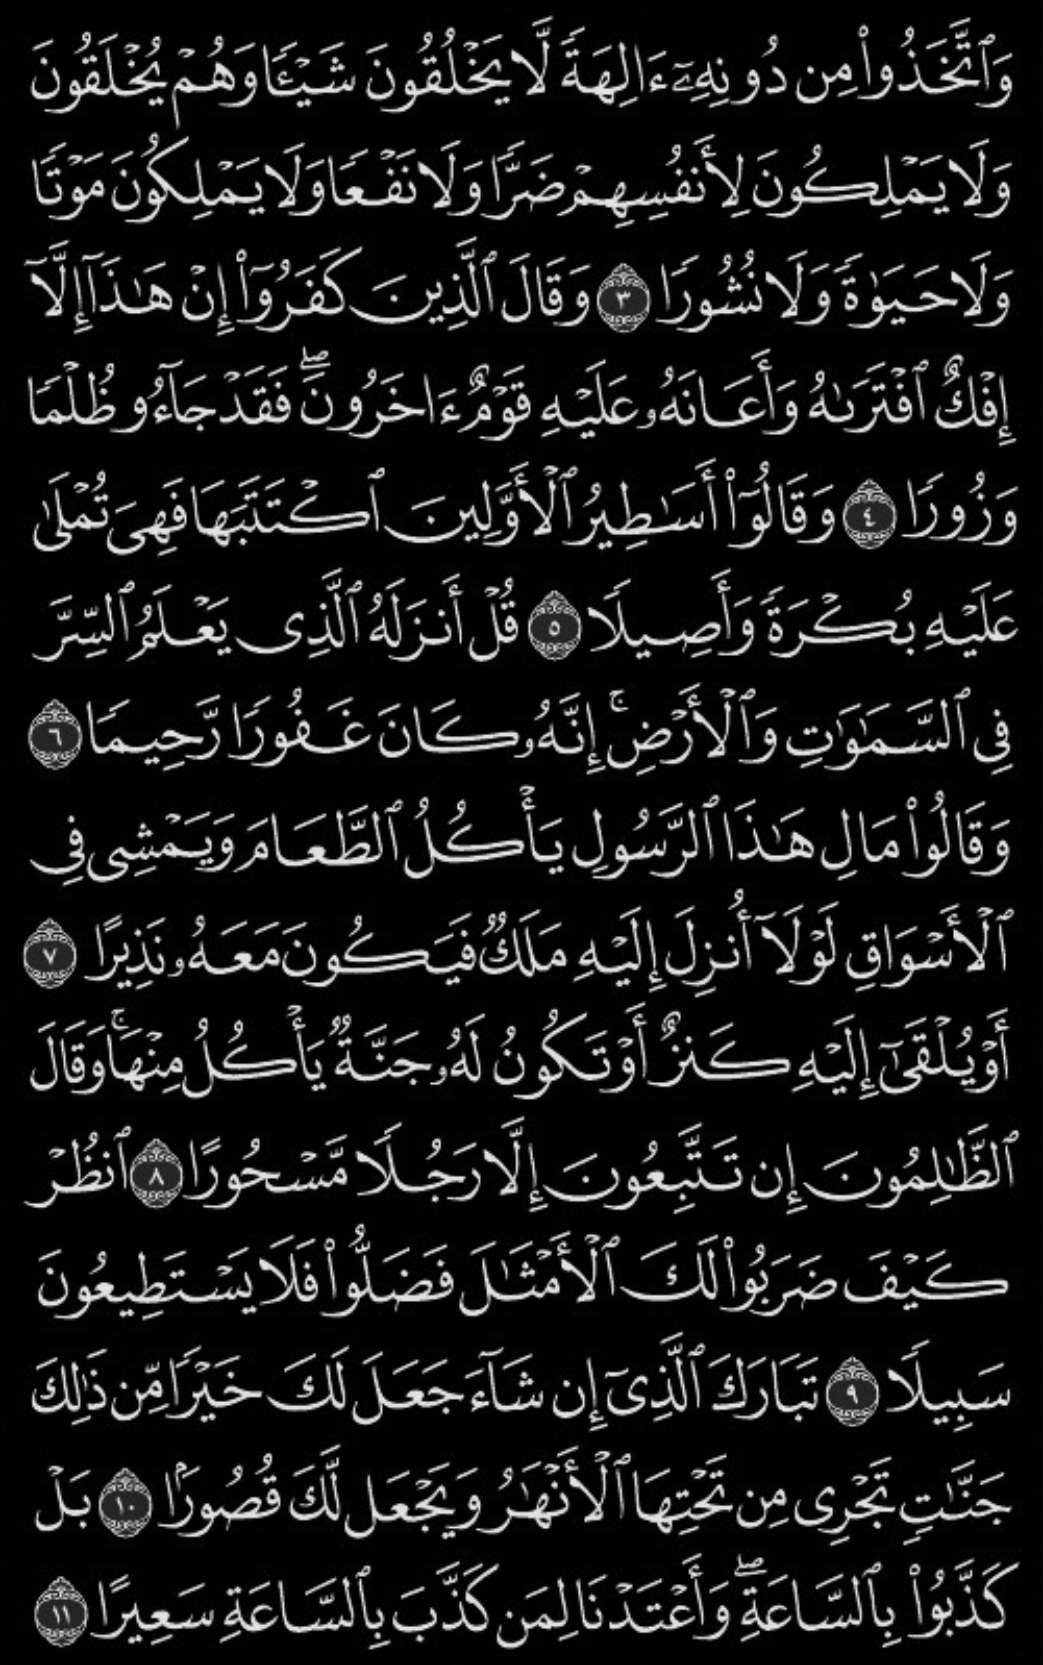 وَٱتَّخَذُوا۟ مِن دُونِهِۦٓ ءَالِهَةً لَّا يَخْلُقُونَ شَيْـًٔا وَهُمْ يُخْلَقُونَ
وَلَا يَمْلِكُونَ لِأَنفُسِهِمْ ضَرًّا وَلَا نَفْعًا وَلَا يَمْلِكُونَ مَوْتًا
وَلَا حَيَوٰةً وَلَا نُشُورًا ٣ وَقَالَ ٱلَّذِينَ كَفَرُوٓا۟ إِنْ هَـٰذَآ إِلَّآ
إِفْكٌ ٱفْتَرَىٰهُ وَأَعَانَهُۥ عَلَيْهِ قَوْمٌ ءَاخَرُونَ ۖ فَقَدْ جَآءُو ظُلْمًا
وَزُورًا ٤ وَقَالُوٓا۟ أَسَـٰطِيرُ ٱلْأَوَّلِينَ ٱكْتَتَبَهَا فَهِىَ تُمْلَىٰ
عَلَيْهِ بُكْرَةً وَأَصِيلًا ٥ قُلْ أَنزَلَهُ ٱلَّذِى يَعْلَمُ ٱلسِّرَّ
فِى ٱلسَّمَـٰوَٰتِ وَٱلْأَرْضِ ۚ إِنَّهُۥ كَانَ غَفُورًا رَّحِيمًا ٦
وَقَالُوا۟ مَالِ هَـٰذَا ٱلرَّسُولِ يَأْكُلُ ٱلطَّعَامَ وَيَمْشِى فِى
ٱلْأَسْوَاقِ لَوْلَآ أُنزِلَ إِلَيْهِ مَلَكٌ فَيَكُونَ مَعَهُۥ نَذِيرًا ٧
أَوْ يُلْقَىٰٓ إِلَيْهِ كَنزٌ أَوْ تَكُونُ لَهُۥ جَنَّةٌ يَأْكُلُ مِنْهَا ۚ وَقَالَ
ٱلظَّـٰلِمُونَ إِن تَتَّبِعُونَ إِلَّا رَجُلًا مَّسْحُورًا ٨ ٱنظُرْ
كَيْفَ ضَرَبُوا۟ لَكَ ٱلْأَمْثَـٰلَ فَضَلُّوا۟ فَلَا يَسْتَطِيعُونَ
سَبِيلًا ٩ تَبَارَكَ ٱلَّذِىٓ إِن شَآءَ جَعَلَ لَكَ خَيْرًا مِّن ذَٰلِكَ
جَنَّـٰتٍ تَجْرِى مِن تَحْتِهَا ٱلْأَنْهَـٰرُ وَيَجْعَل لَّكَ قُصُورًۢا ١٠ بَلْ
كَذَّبُوا۟ بِٱلسَّاعَةِ ۖ وَأَعْتَدْنَا لِمَن كَذَّبَ بِٱلسَّاعَةِ سَعِيرًا ١١